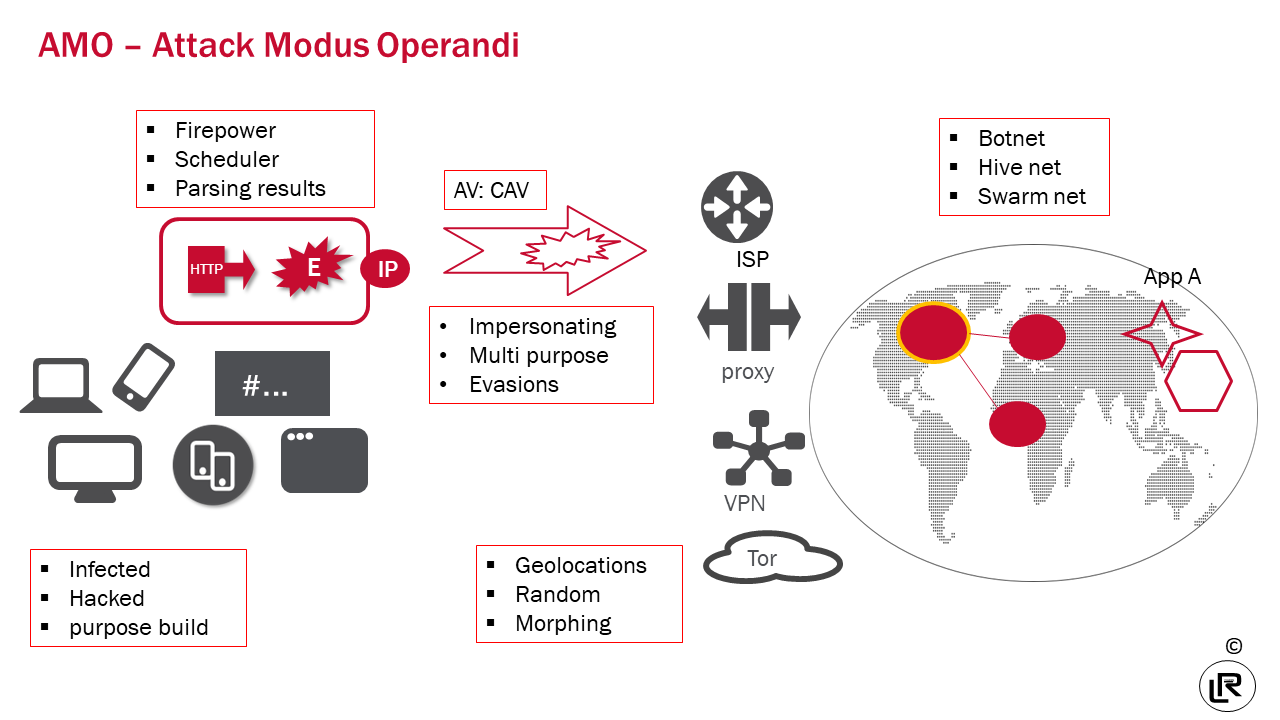 AMO – Attack Modus Operandi
▪ Firepower
▪ Scheduler
▪ Parsing results
HTTP
E
IP
#...
▪ Infected
▪ Hacked
▪ purpose build
AV: CAV
• Impersonating
• Multi purpose
• Evasions
▪ Geolocations
▪ Random
▪ Morphing
ISP
proxy
VPN
Tor
▪ Botnet
▪ Hive net
▪ Swarm net
App A
©
LR